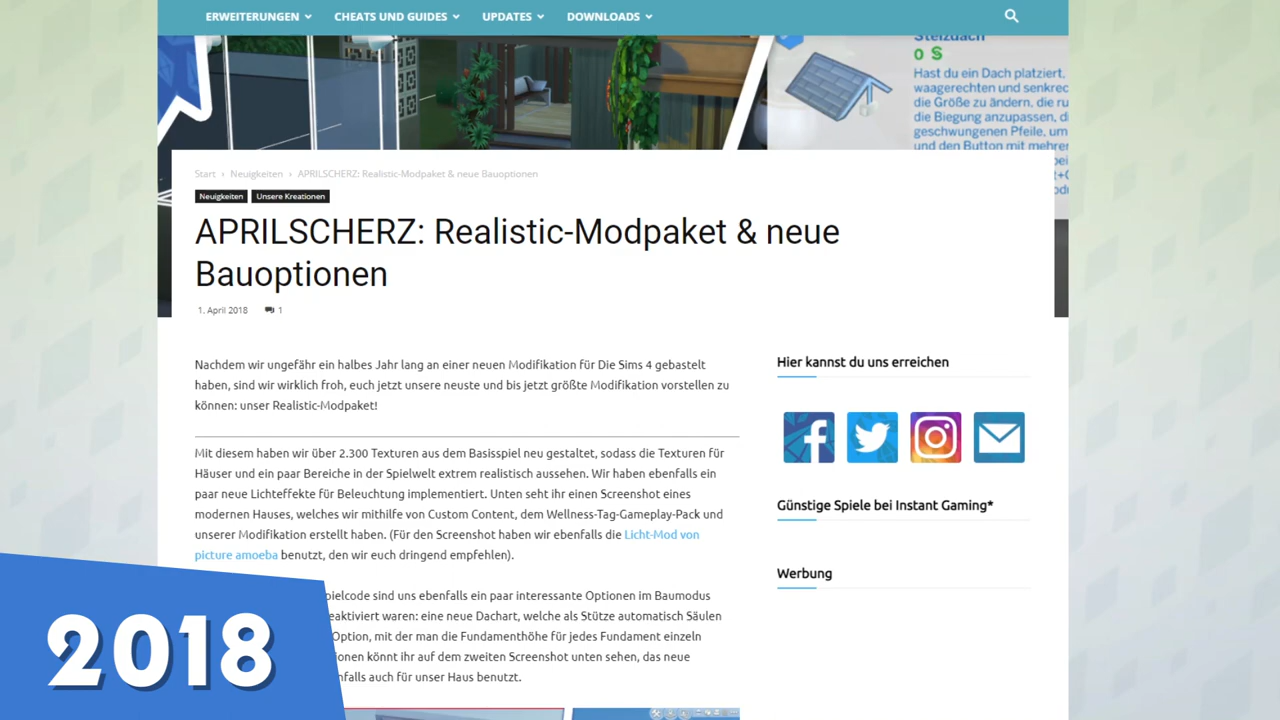 ERWEITERUNGEN CHEATS UND GUIDES UPDATES DOWNLOADS
Stelzdach
0 $
Hast du ein Dach platziert,
waagerechten und senkrec
die Größe zu ändern, die ru
die Biegung anzupassen, d
geschwungenen Pfeile, um
und den Button mit mehrer
Start › Neuigkeiten › APRILSCHERZ: Realistic-Modpaket & neue Bauoptionen
Neuigkeiten Unsere Kreationen
APRILSCHERZ: Realistic-Modpaket & neue
Bauoptionen
1. April 2018 1
Nachdem wir ungefähr ein halbes Jahr lang an einer neuen Modifikation für Die Sims 4 gebastelt
haben, sind wir wirklich froh, euch jetzt unsere neuste und bis jetzt größte Modifikation vorstellen zu
können: unser Realistic-Modpaket!
Mit diesem haben wir über 2.300 Texturen aus dem Basisspiel neu gestaltet, sodass die Texturen für
Häuser und ein paar Bereiche in der Spielwelt extrem realistisch aussehen. Wir haben ebenfalls ein
paar neue Lichteffekte für Beleuchtung implementiert. Unten seht ihr einen Screenshot eines
modernen Hauses, welches wir mithilfe von Custom Content, dem Wellness-Tag-Gameplay-Pack und
unserer Modifikation erstellt haben. (Für den Screenshot haben wir ebenfalls die Licht-Mod von
picture amoeba benutzt, den wir euch dringend empfehlen).
pielcode sind uns ebenfalls ein paar interessante Optionen im Baumodus
eaktiviert waren: eine neue Dachart, welche als Stütze automatisch Säulen
Option, mit der man die Fundamenthöhe für jedes Fundament einzeln
onen könnt ihr auf dem zweiten Screenshot unten sehen, das neue
nfalls auch für unser Haus benutzt.
Hier kannst du uns erreichen
Günstige Spiele bei Instant Gaming*
Werbung
2018